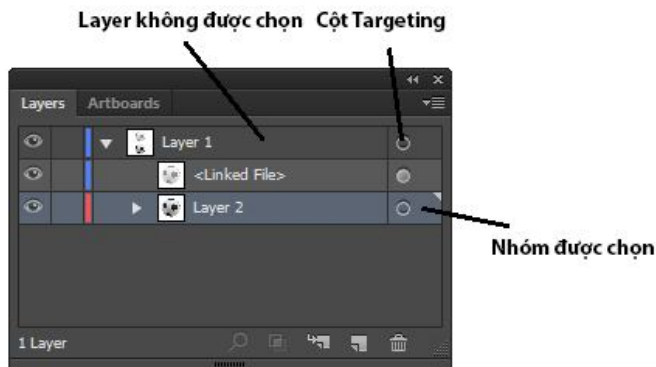 Layer không được chọn Cột Targeting
Layers Artboards
Layer 1
<Linked File>
Layer 2
Nhóm được chọn
1 Layer